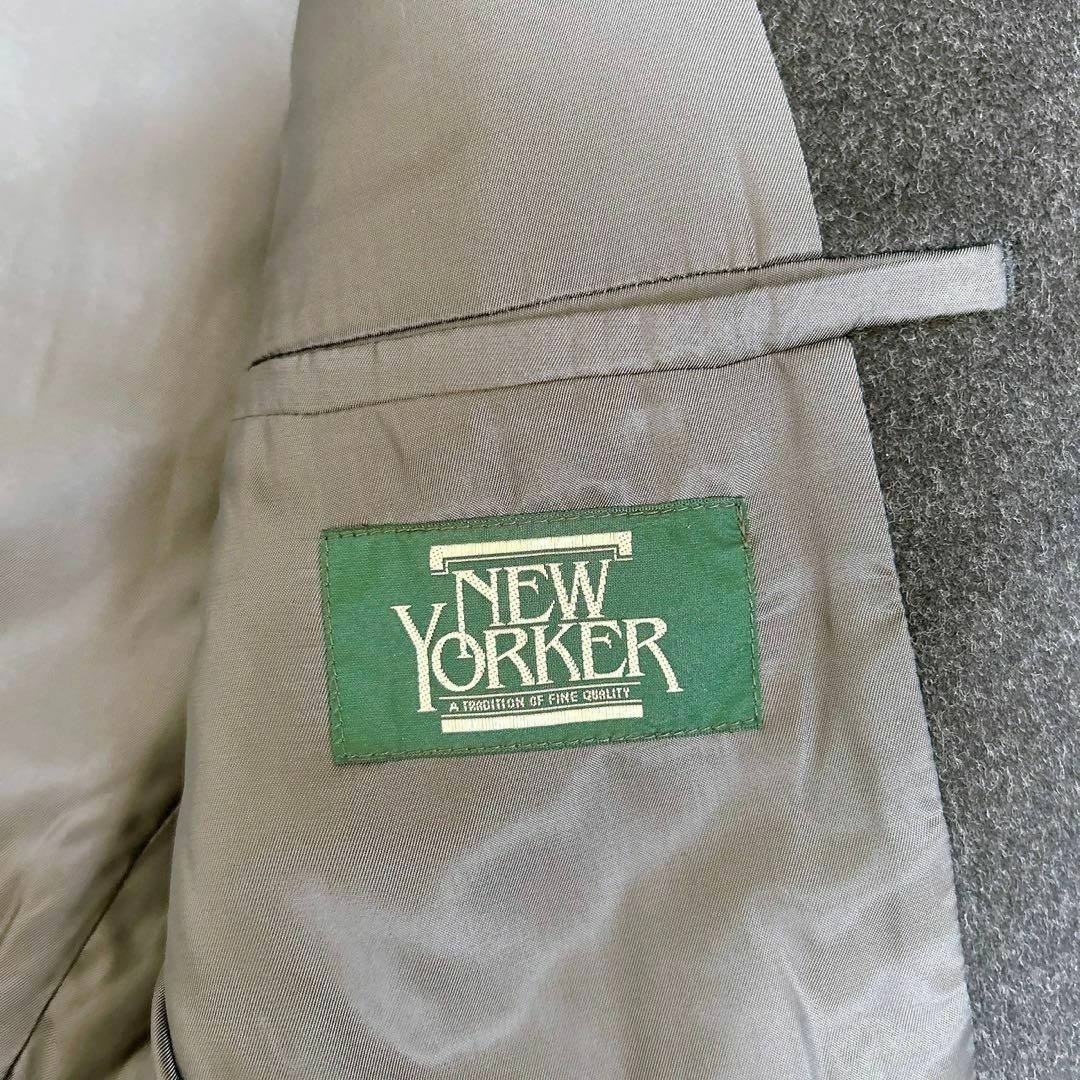 NEW
YORKER
A TRADITION OF FINE QUALITY